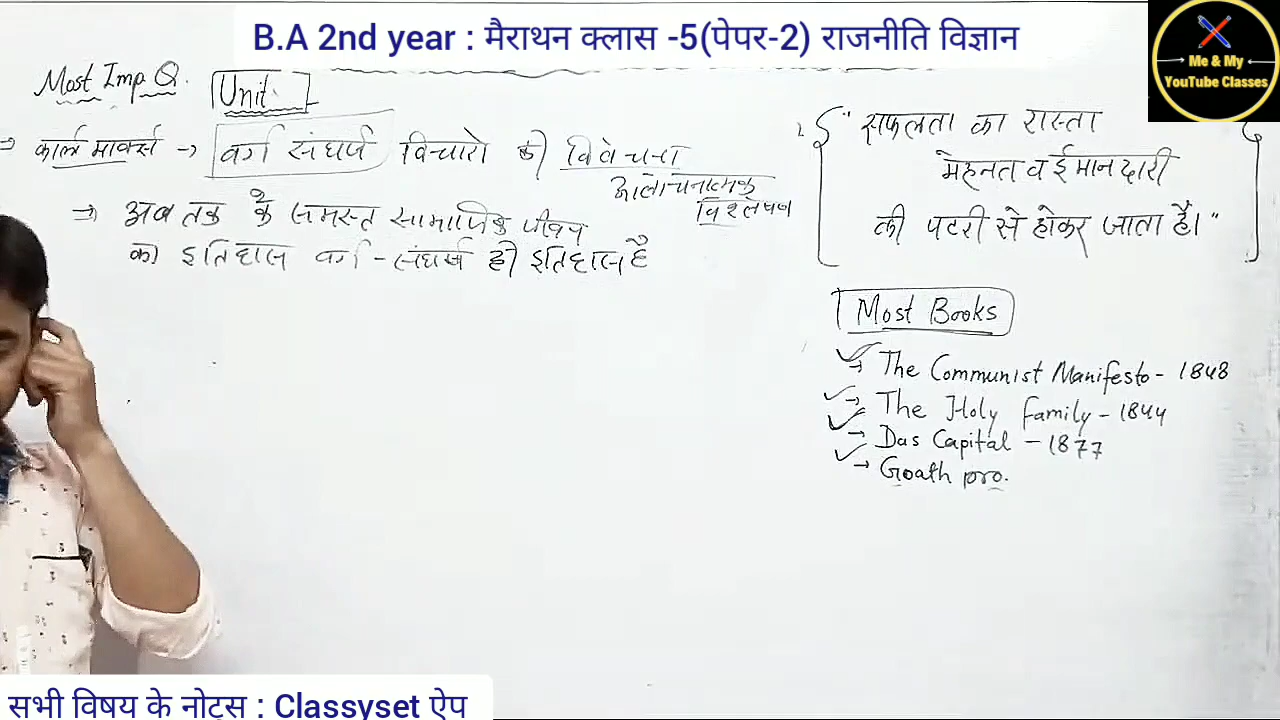 B.A 2nd year : मैराथन क्लास -5(पेपर-2) राजनीति विज्ञान
Me & My
YouTube Classes
Most Imp Q.
Unit
⇒ कार्ल मार्क्स → वर्ग संघर्ष विचारो की विवेचना
आलोचनात्मक
विश्लेषण
⇒ अब तक के समस्त सामाजिक जीवन
का इतिहास वर्ग - संघर्ष ही इतिहास है
" सफलता का रास्ता
मेहनत व ईमानदारी
की पटरी से होकर जाता है। "
Most Books
→ The Communist Manifesto - 1848
→ The Holy family - 1844
→ Das Capital - 1877
→ Goath pro.
सभी विषय के नोट्स : Classyset ऐप